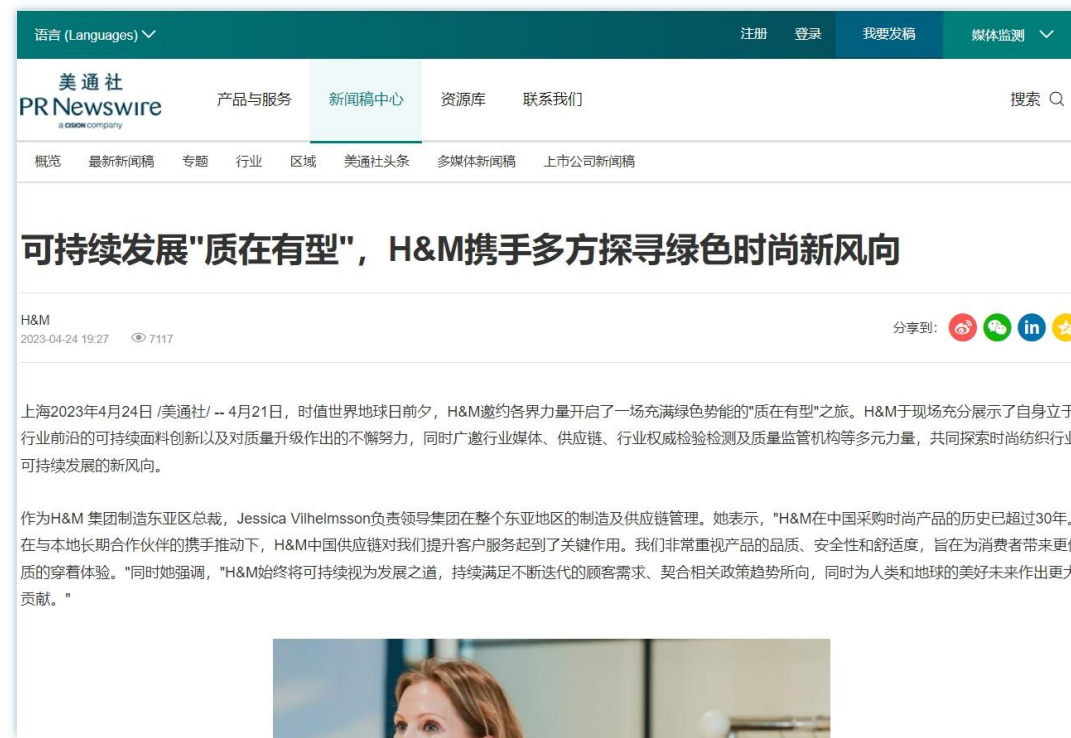 语言 (Languages)
注册 登录 我要发稿 媒体监测
美通社
PR Newswire
a CISION company
产品与服务 新闻稿中心 资源库 联系我们 搜索
概览 最新新闻稿 专题 行业 区域 美通社头条 多媒体新闻稿 上市公司新闻稿
可持续发展"质在有型"，H&M携手多方探寻绿色时尚新风向
H&M
2023-04-24 19:27 7117
分享到:
in
上海2023年4月24日 /美通社/ -- 4月21日，时值世界地球日前夕，H&M邀约各界力量开启了一场充满绿色势能的"质在有型"之旅。H&M于现场充分展示了自身立于
行业前沿的可持续面料创新以及对质量升级作出的不懈努力，同时广邀行业媒体、供应链、行业权威检验检测及质量监管机构等多元力量，共同探索时尚纺织行业
可持续发展的新风向。
作为H&M 集团制造东亚区总裁，Jessica Vilhelmsson负责领导集团在整个东亚地区的制造及供应链管理。她表示，"H&M在中国采购时尚产品的历史已超过30年。
在与本地长期合作伙伴的携手推动下，H&M中国供应链对我们提升客户服务起到了关键作用。我们非常重视产品的品质、安全性和舒适度，旨在为消费者带来更
质的穿着体验。"同时她强调，"H&M始终将可持续视为发展之道，持续满足不断迭代的顾客需求、契合相关政策趋势所向，同时为人类和地球的美好未来作出更大
贡献。"